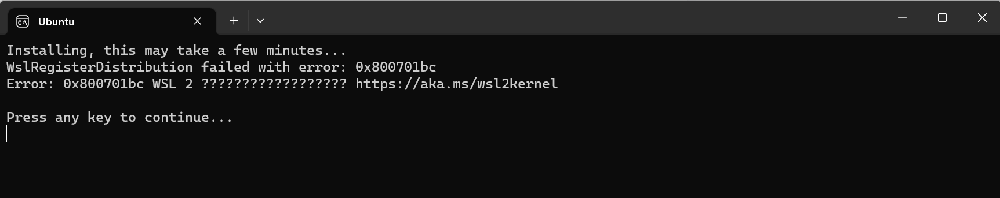 Ubuntu
Installing, this may take a few minutes...
WslRegisterDistribution failed with error: 0x800701bc
Error: 0x800701bc WSL 2 ?????????????????? https://aka.ms/wsl2kernel
Press any key to continue...